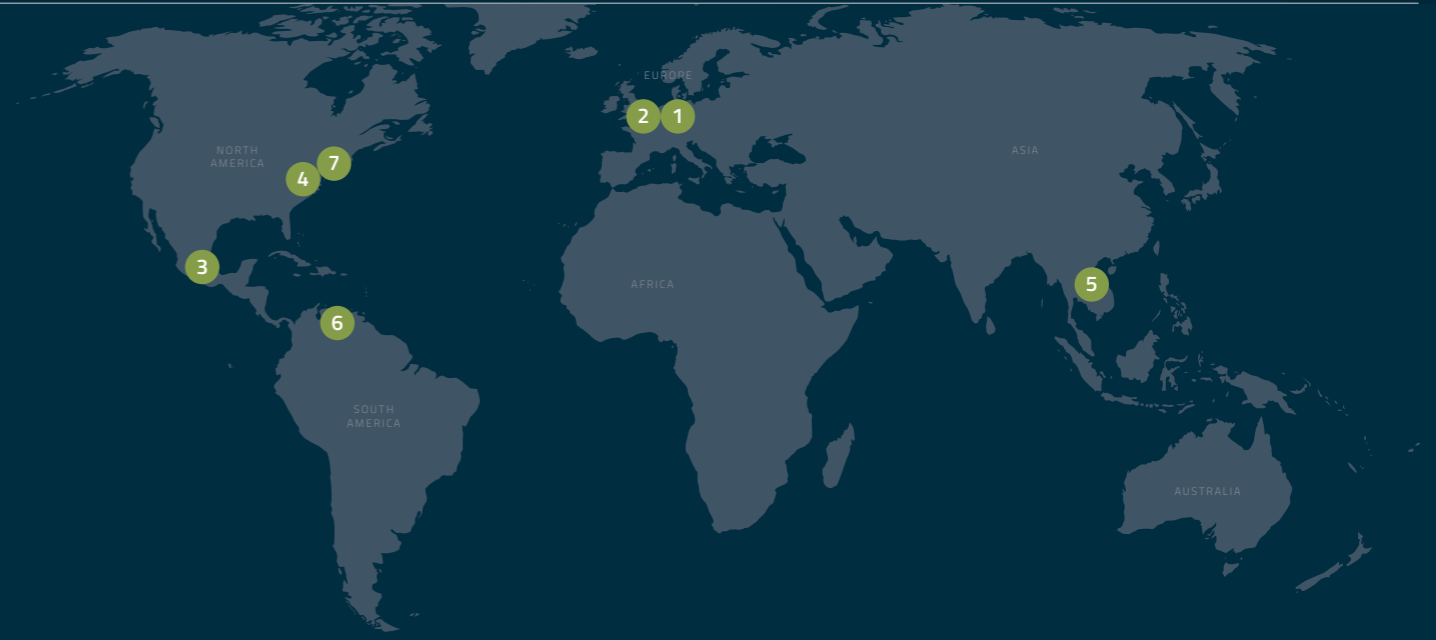 EUROPE
2
1
NORTH
AMERICA
ASIA
7
4
3
AFRICA
5
6
SOUTH
AMERICA
AUSTRALIA